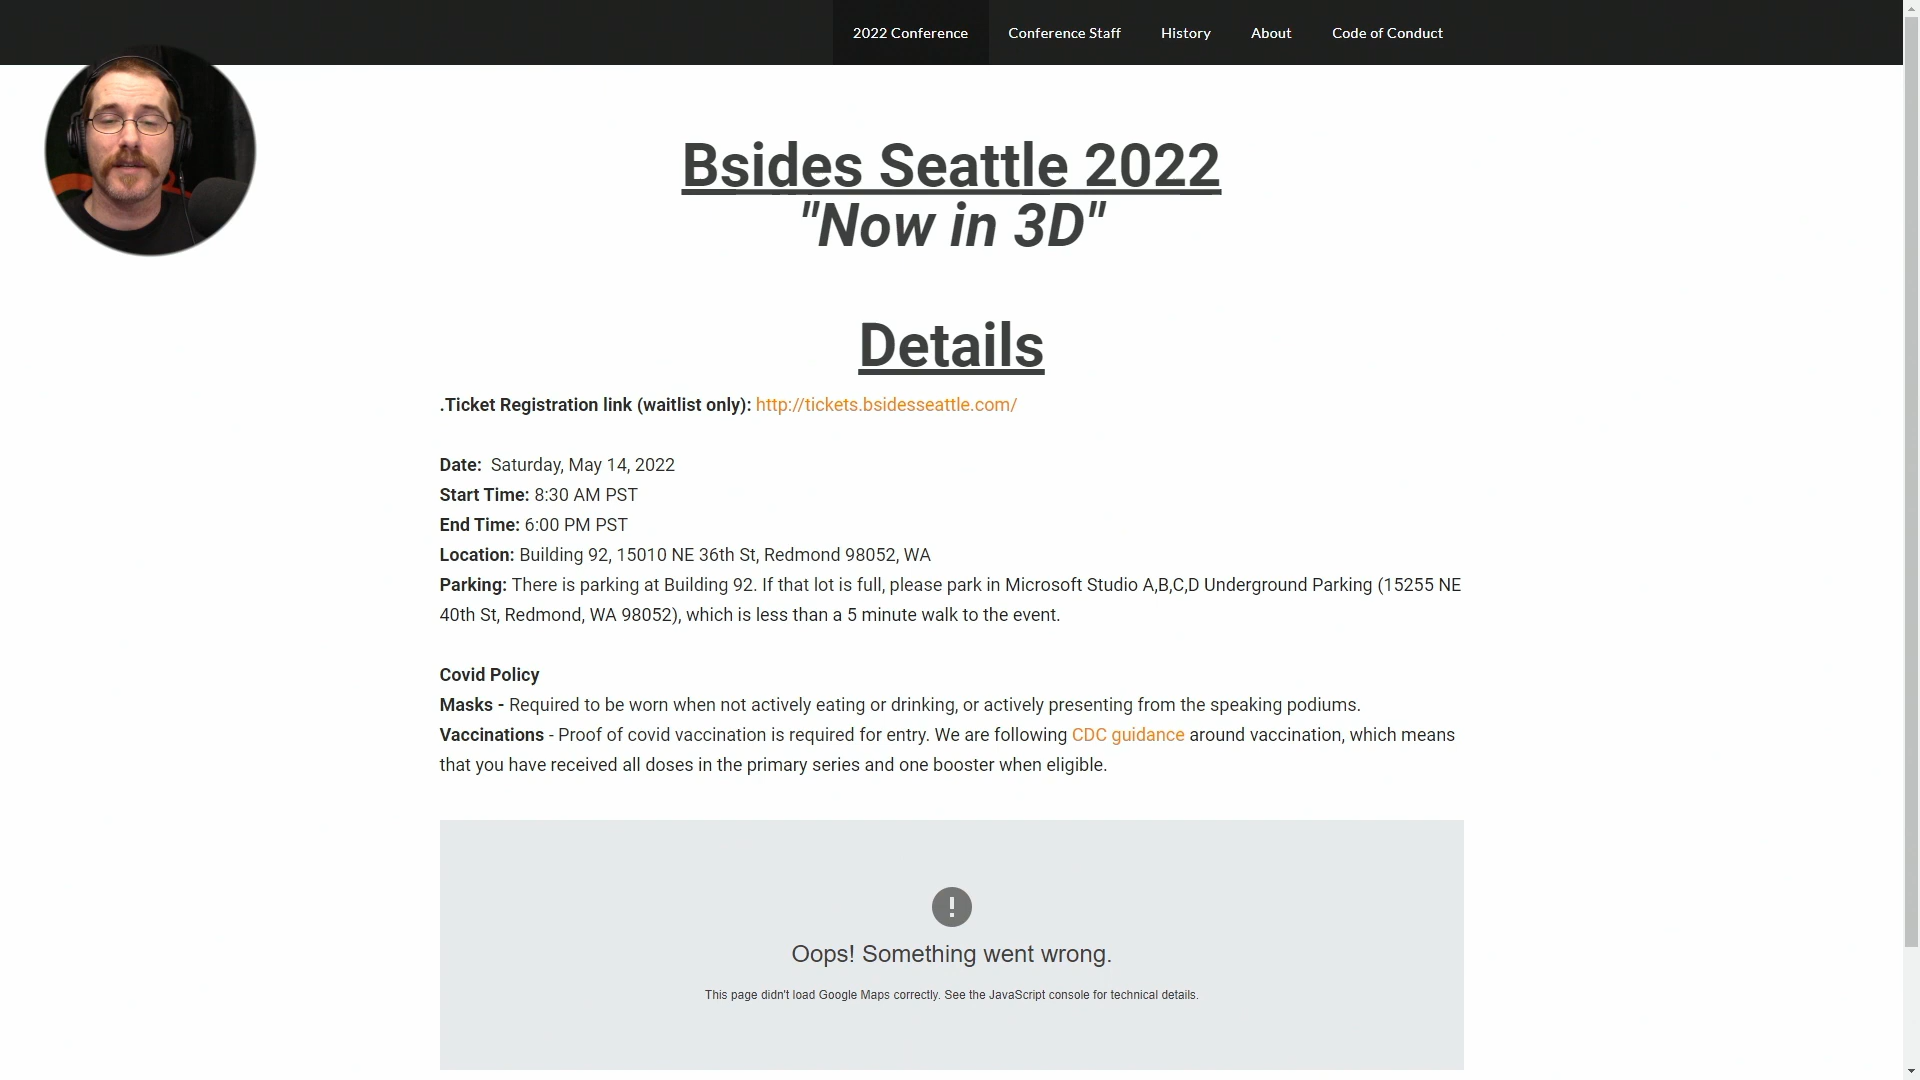 2022 Conference
Conference Staff
History
About
Code of Conduct
Bsides Seattle 2022
"Now in 3D"
Details
.Ticket Registration link (waitlist only): http://tickets.bsidesseattle.com/
Date:  Saturday, May 14, 2022
Start Time: 8:30 AM PST
End Time: 6:00 PM PST
Location: Building 92, 15010 NE 36th St, Redmond 98052, WA
Parking: There is parking at Building 92. If that lot is full, please park in Microsoft Studio A,B,C,D Underground Parking (15255 NE
40th St, Redmond, WA 98052), which is less than a 5 minute walk to the event.
Covid Policy
Masks - Required to be worn when not actively eating or drinking, or actively presenting from the speaking podiums.
Vaccinations - Proof of covid vaccination is required for entry. We are following CDC guidance around vaccination, which means
that you have received all doses in the primary series and one booster when eligible.
!
Oops! Something went wrong.
This page didn't load Google Maps correctly. See the JavaScript console for technical details.